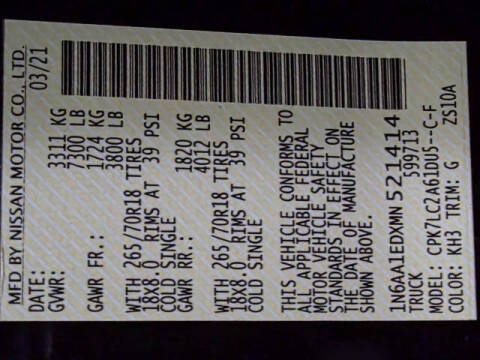 MFD BY NISSAN MOTOR CO., LTD.
DATE: 03/21
GVWR: 3311 KG
7300 LB
GAWR FR.: 1724 KG
3800 LB
WITH 265/70R18 TIRES
18x8.0 RIMS AT 39 PSI
COLD SINGLE
GAWR RR.: 1820 KG
4012 LB
WITH 265/70R18 TIRES
18x8.0 RIMS AT 39 PSI
COLD SINGLE
THIS VEHICLE CONFORMS TO
ALL APPLICABLE FEDERAL
MOTOR VEHICLE SAFETY
STANDARDS IN EFFECT ON
THE DATE OF MANUFACTURE
SHOWN ABOVE.
1N6AA1EDXMN521414
TRUCK 599713
MODEL: CPK7LC2A61DU5--C-F
COLOR: KH3 TRIM: G ZS10A